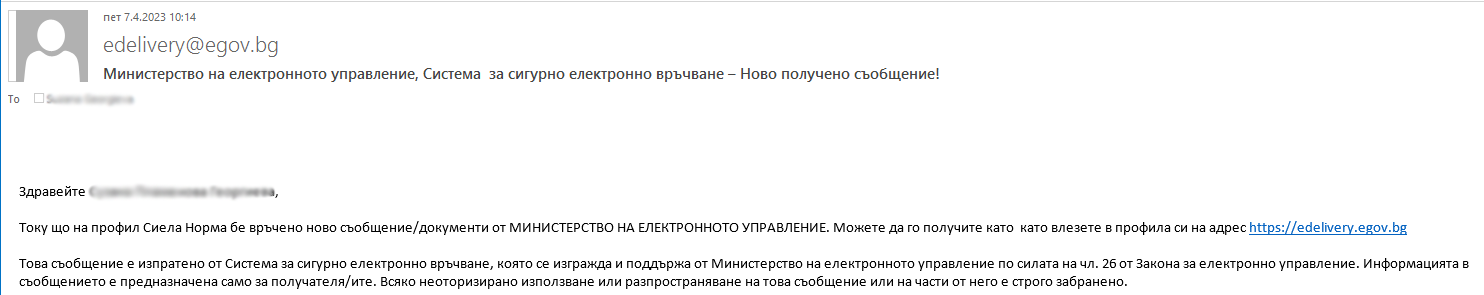 пет 7.4.2023 10:14
edelivery@egov.bg
Министерство на електронното управление, Система  за сигурно електронно връчване – Ново получено съобщение!
To
Здравейте ,
Току що на профил Сиела Норма бе връчено ново съобщение/документи от МИНИСТЕРСТВО НА ЕЛЕКТРОННОТО УПРАВЛЕНИЕ. Можете да го получите като  като влезете в профила си на адрес https://edelivery.egov.bg
Това съобщение е изпратено от Система за сигурно електронно връчване, която се изгражда и поддържа от Министерство на електронното управление по силата на чл. 26 от Закона за електронно управление. Информацията в
съобщението е предназначена само за получателя/ите. Всяко неоторизирано използване или разпространяване на това съобщение или на части от него е строго забранено.